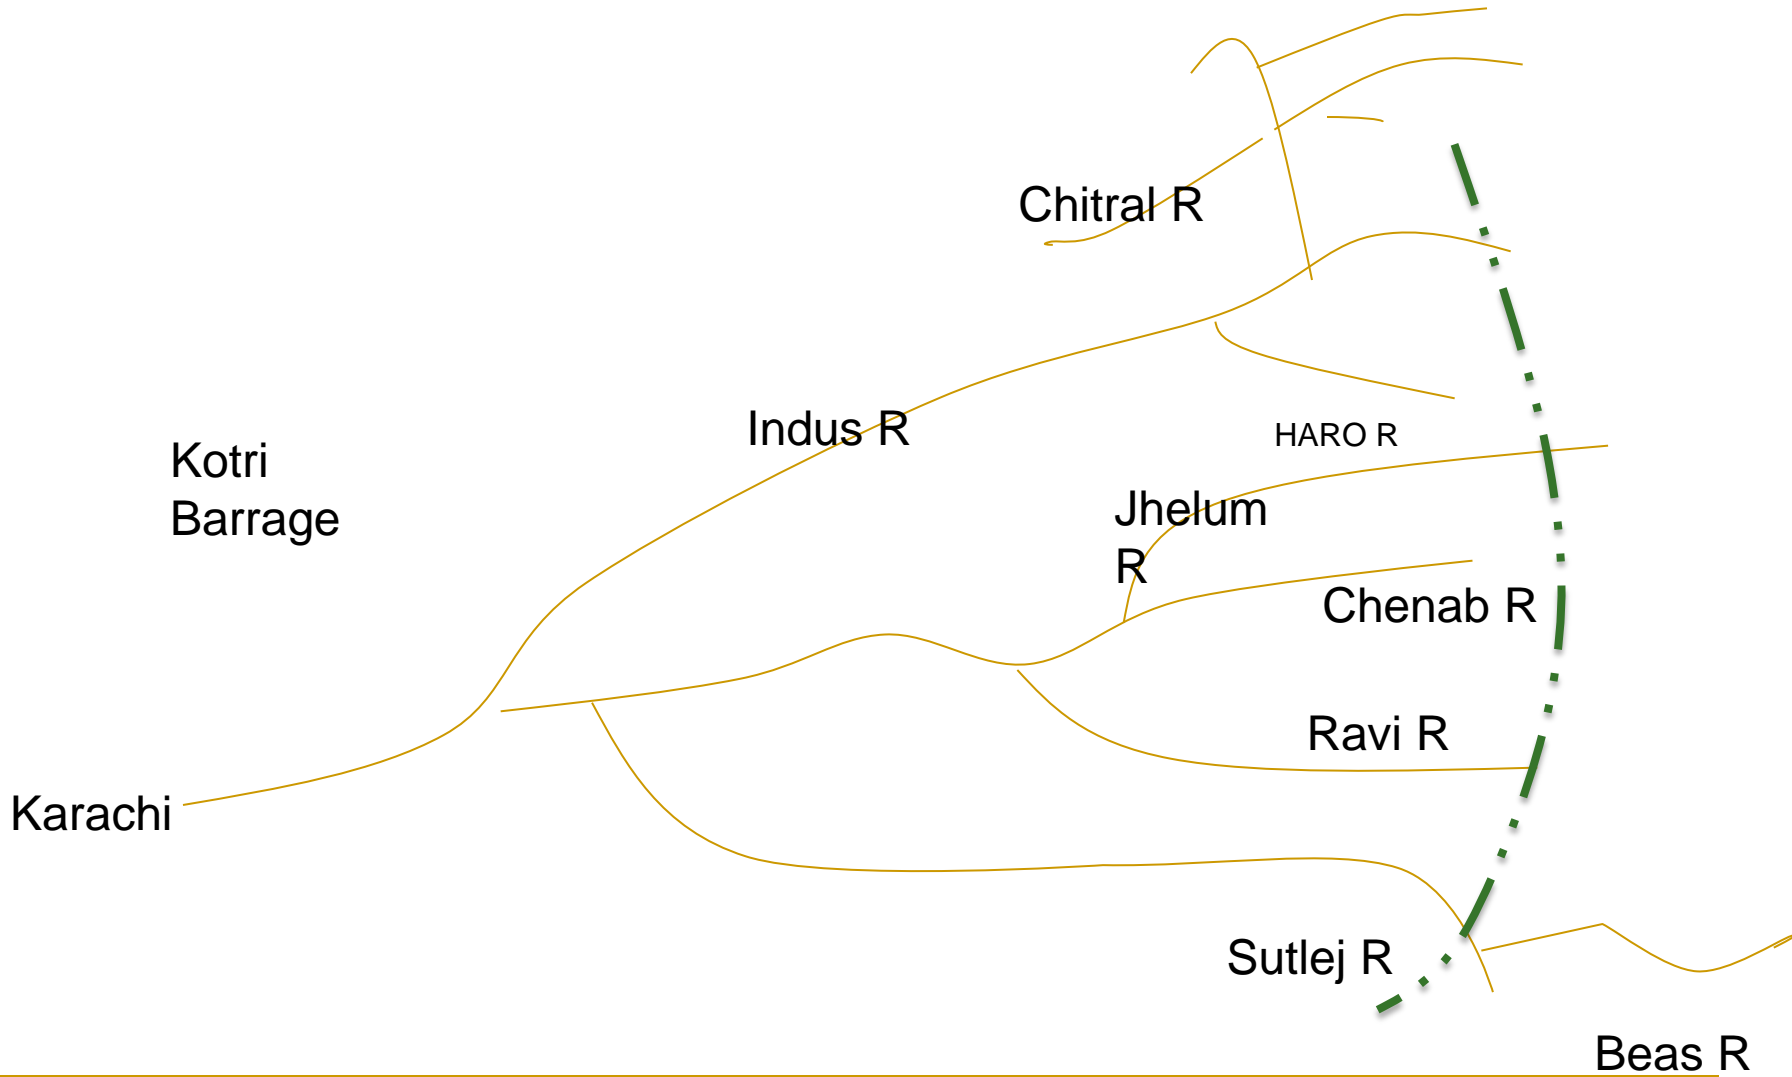 Chitral R
Indus R
HARO R
Kotri
Barrage
Jhelum
R
Chenab R
Ravi R
Karachi
Sutlej R
Beas R